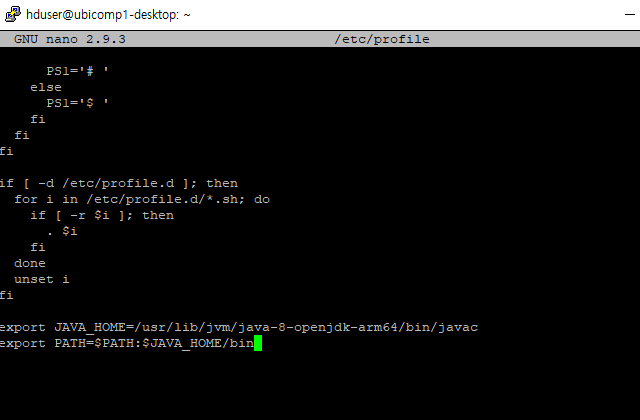 hduser@ubicomp1-desktop: ~
GNU nano 2.9.3 /etc/profile
PS1='# '
else
PS1='$ '
fi
fi
fi
if [ -d /etc/profile.d ]; then
for i in /etc/profile.d/*.sh; do
if [ -r $i ]; then
. $i
fi
done
unset i
fi
export JAVA_HOME=/usr/lib/jvm/java-8-openjdk-arm64/bin/javac
export PATH=$PATH:$JAVA_HOME/bin